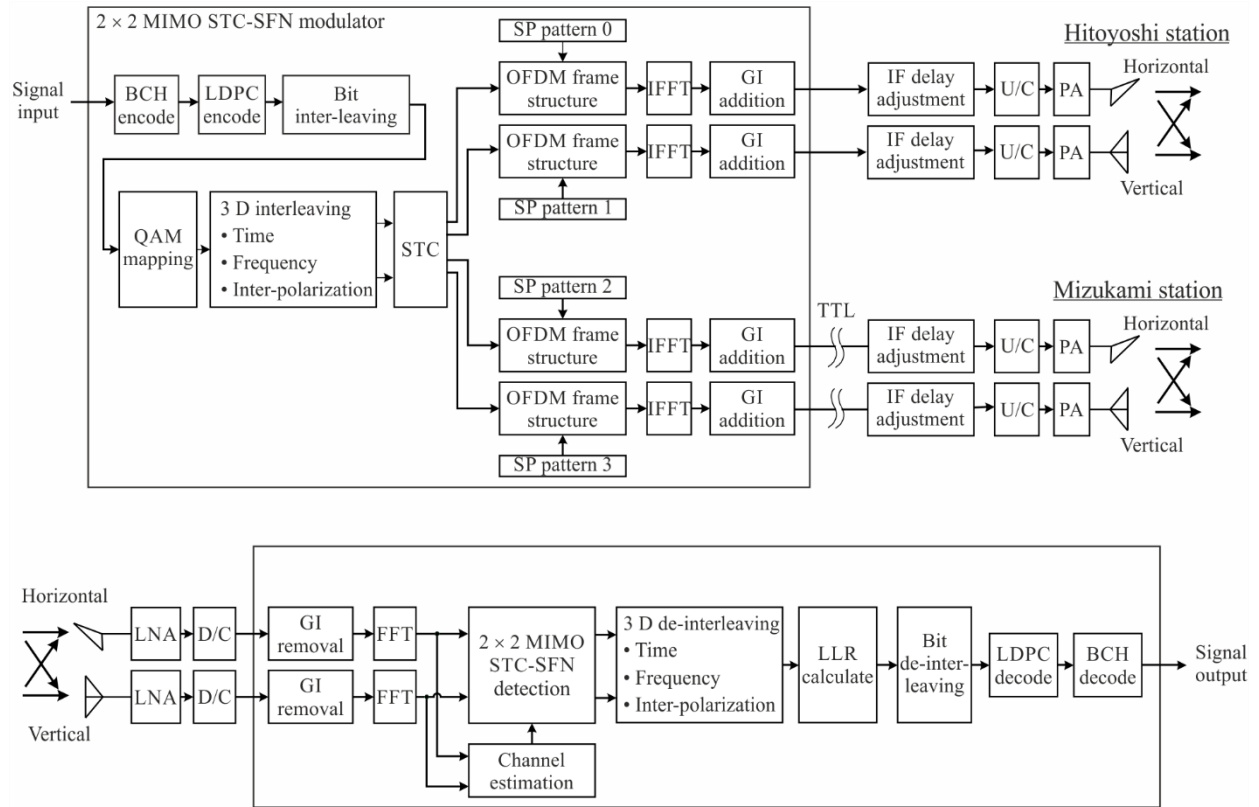 2 × 2 MIMO STC-SFN modulator
SP pattern 0
Hitoyoshi station
Signal
input
BCH
encode
LDPC
encode
Bit
inter-leaving
OFDM frame
structure
IFFT
GI
addition
IF delay
adjustment
U/C
PA
Horizontal
OFDM frame
structure
IFFT
GI
addition
IF delay
adjustment
U/C
PA
Vertical
SP pattern 1
QAM
mapping
3 D interleaving
• Time
• Frequency
• Inter-polarization
STC
SP pattern 2
Mizukami station
TTL
OFDM frame
structure
IFFT
GI
addition
IF delay
adjustment
U/C
PA
Horizontal
OFDM frame
structure
IFFT
GI
addition
IF delay
adjustment
U/C
PA
Vertical
SP pattern 3
Horizontal
LNA
D/C
GI
removal
FFT
LNA
D/C
GI
removal
FFT
Vertical
2 × 2 MIMO
STC-SFN
detection
Channel
estimation
3 D de-interleaving
• Time
• Frequency
• Inter-polarization
LLR
calculate
Bit
de-inter-
leaving
LDPC
decode
BCH
decode
Signal
output